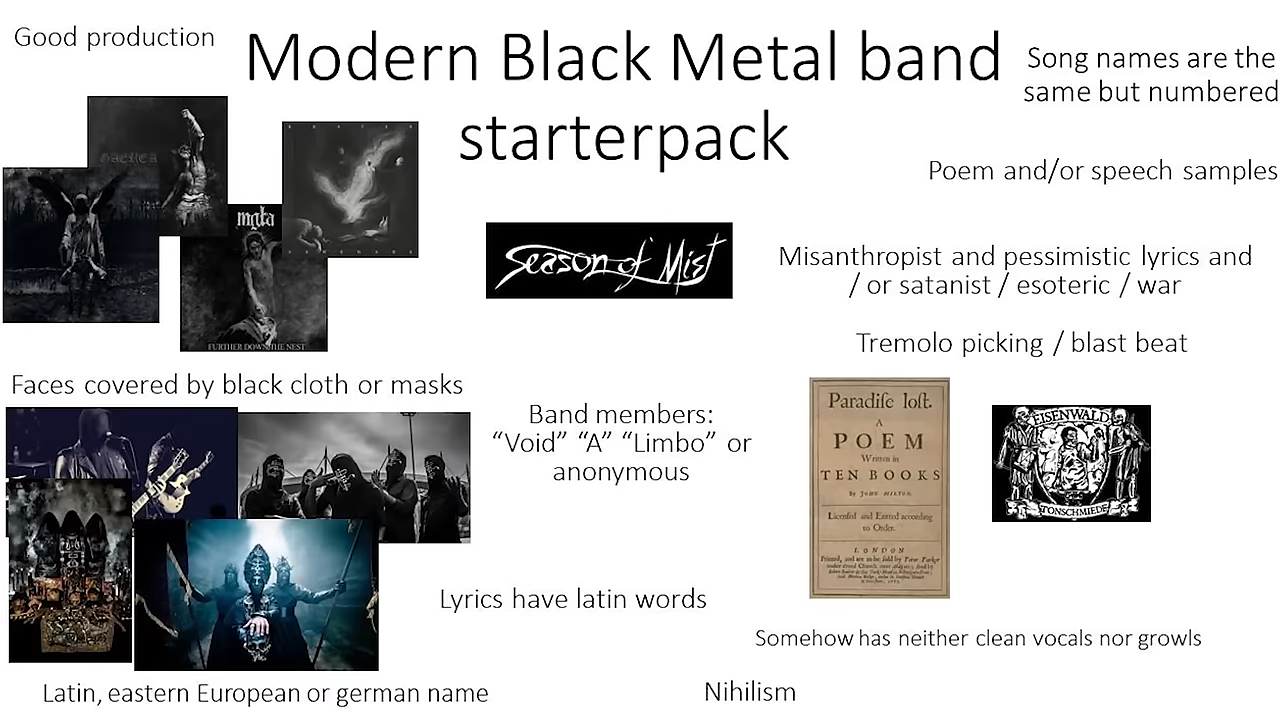 Good production
Modern Black Metal band
starterpack
Song names are the
same but numbered
Poem and/or speech samples
GAEREA
mgła
FURTHER DOWN THE NEST
Season of Mist
Misanthropist and pessimistic lyrics and
/ or satanist / esoteric / war
Tremolo picking / blast beat
Faces covered by black cloth or masks
Band members:
“Void” “A” “Limbo” or
anonymous
Paradiſe loſt.
A
POEM
Written in
TEN BOOKS
By JOHN MILTON.
Licenſed and Entred according
to Order.
LONDON
EISENWALD
TONSCHMIEDE
Lyrics have latin words
Somehow has neither clean vocals nor growls
Latin, eastern European or german name
Nihilism